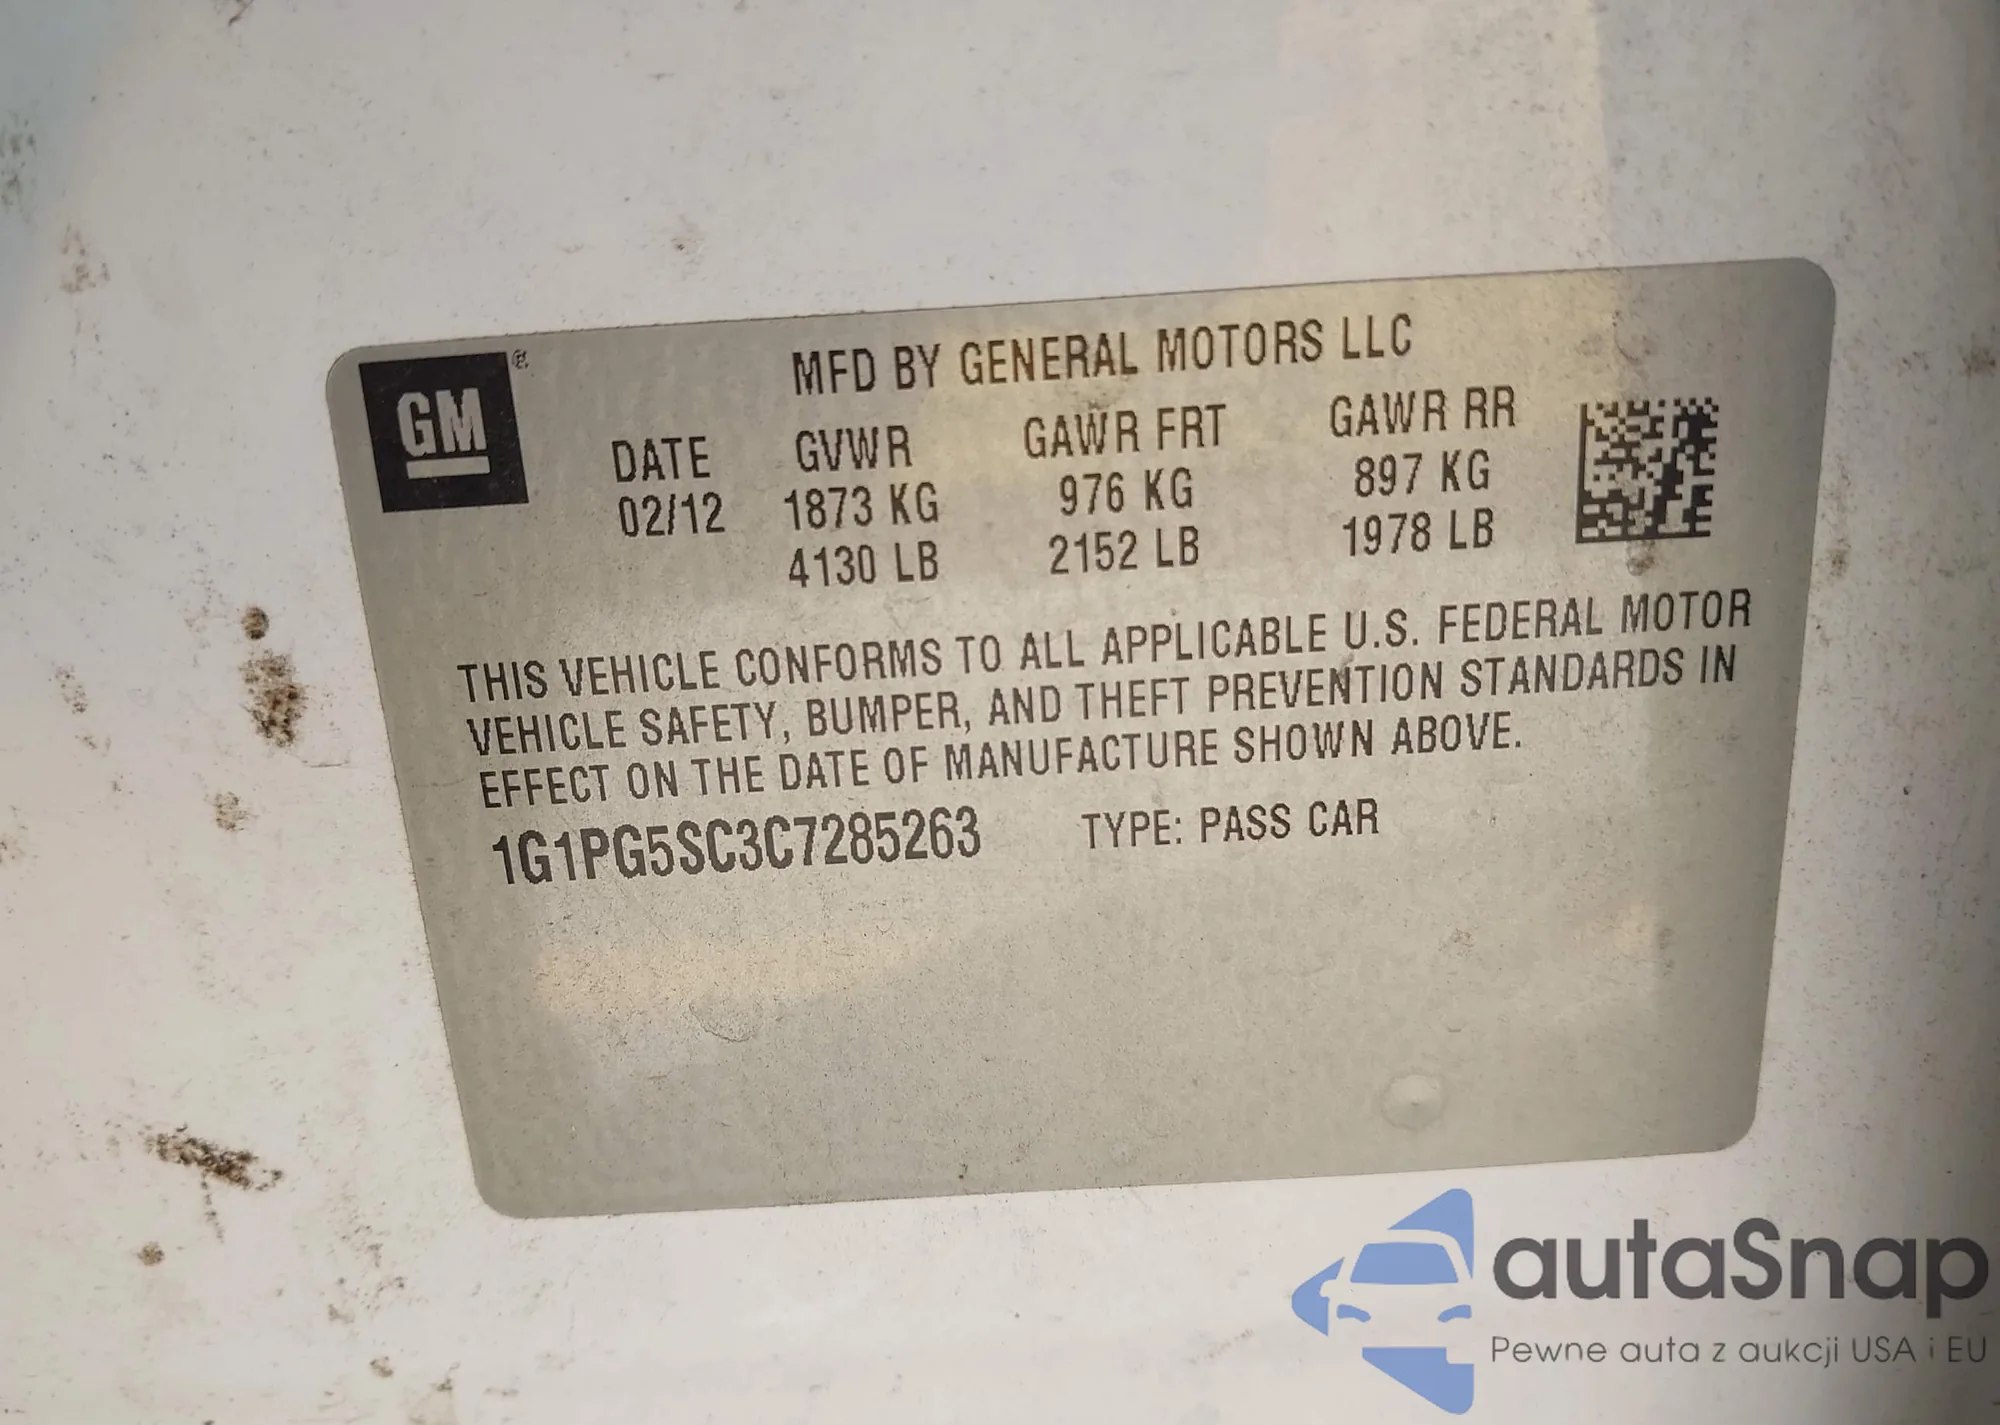 GM ®
MFD BY GENERAL MOTORS LLC
DATE GVWR GAWR FRT GAWR RR
02/12 1873 KG 976 KG 897 KG
4130 LB 2152 LB 1978 LB
THIS VEHICLE CONFORMS TO ALL APPLICABLE U.S. FEDERAL MOTOR
VEHICLE SAFETY, BUMPER, AND THEFT PREVENTION STANDARDS IN
EFFECT ON THE DATE OF MANUFACTURE SHOWN ABOVE.
1G1PG5SC3C7285263 TYPE: PASS CAR
autaSnap
Pewne auta z aukcji USA i EU